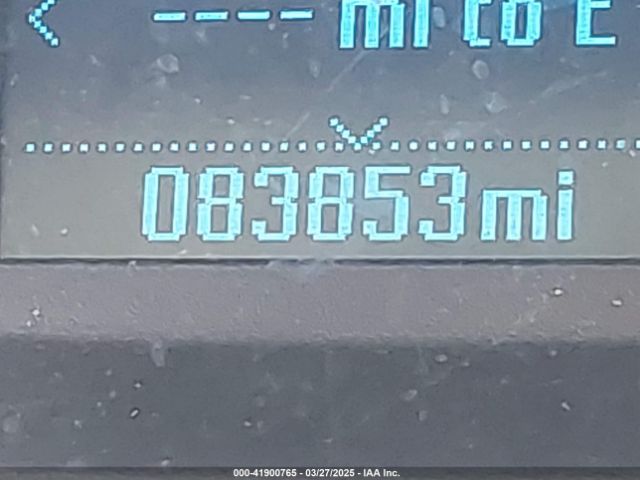 < ---- mi to E
083853mi
000-41900765 - 03/27/2025 - IAA Inc.